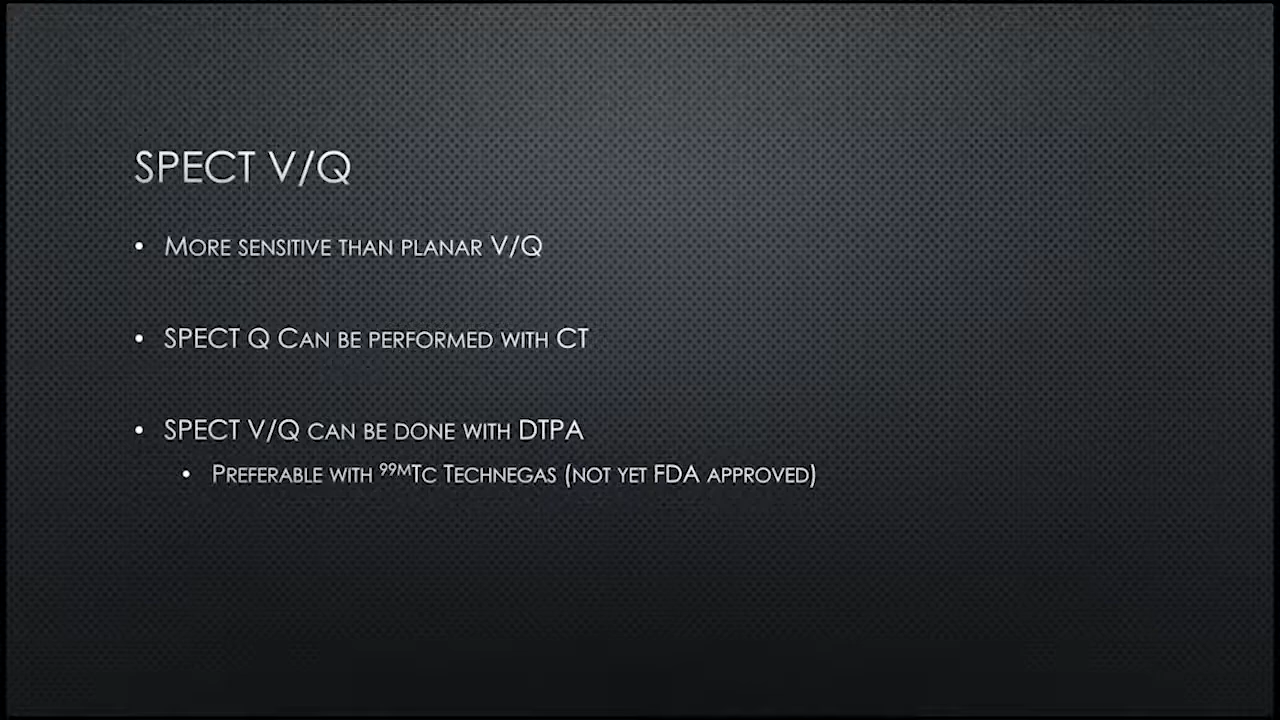 SPECT V/Q
• More sensitive than planar V/Q
• SPECT Q Can be performed with CT
• SPECT V/Q can be done with DTPA
• Preferable with ⁹⁹ᵐTc Technegas (not yet FDA approved)